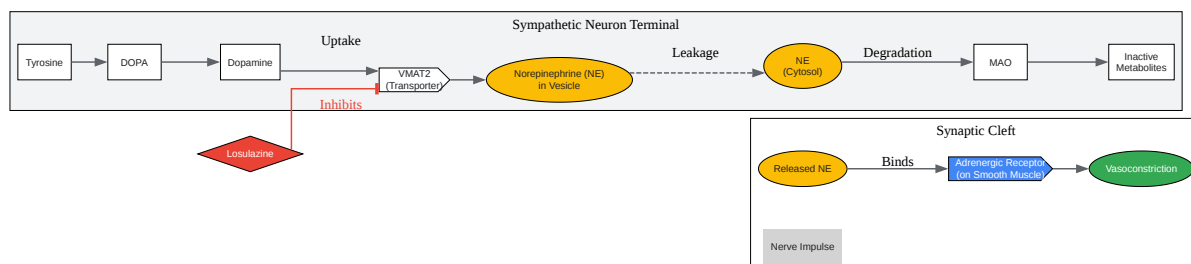 Sympathetic Neuron Terminal
Uptake
Leakage
Degradation
Tyrosine
DOPA
Dopamine
VMAT2
(Transporter)
Norepinephrine (NE)
in Vesicle
NE
(Cytosol)
MAO
Inactive
Metabolites
Inhibits
Losulazine
Synaptic Cleft
Released NE
Binds
Adrenergic Receptor
(on Smooth Muscle)
Vasoconstriction
Nerve Impulse